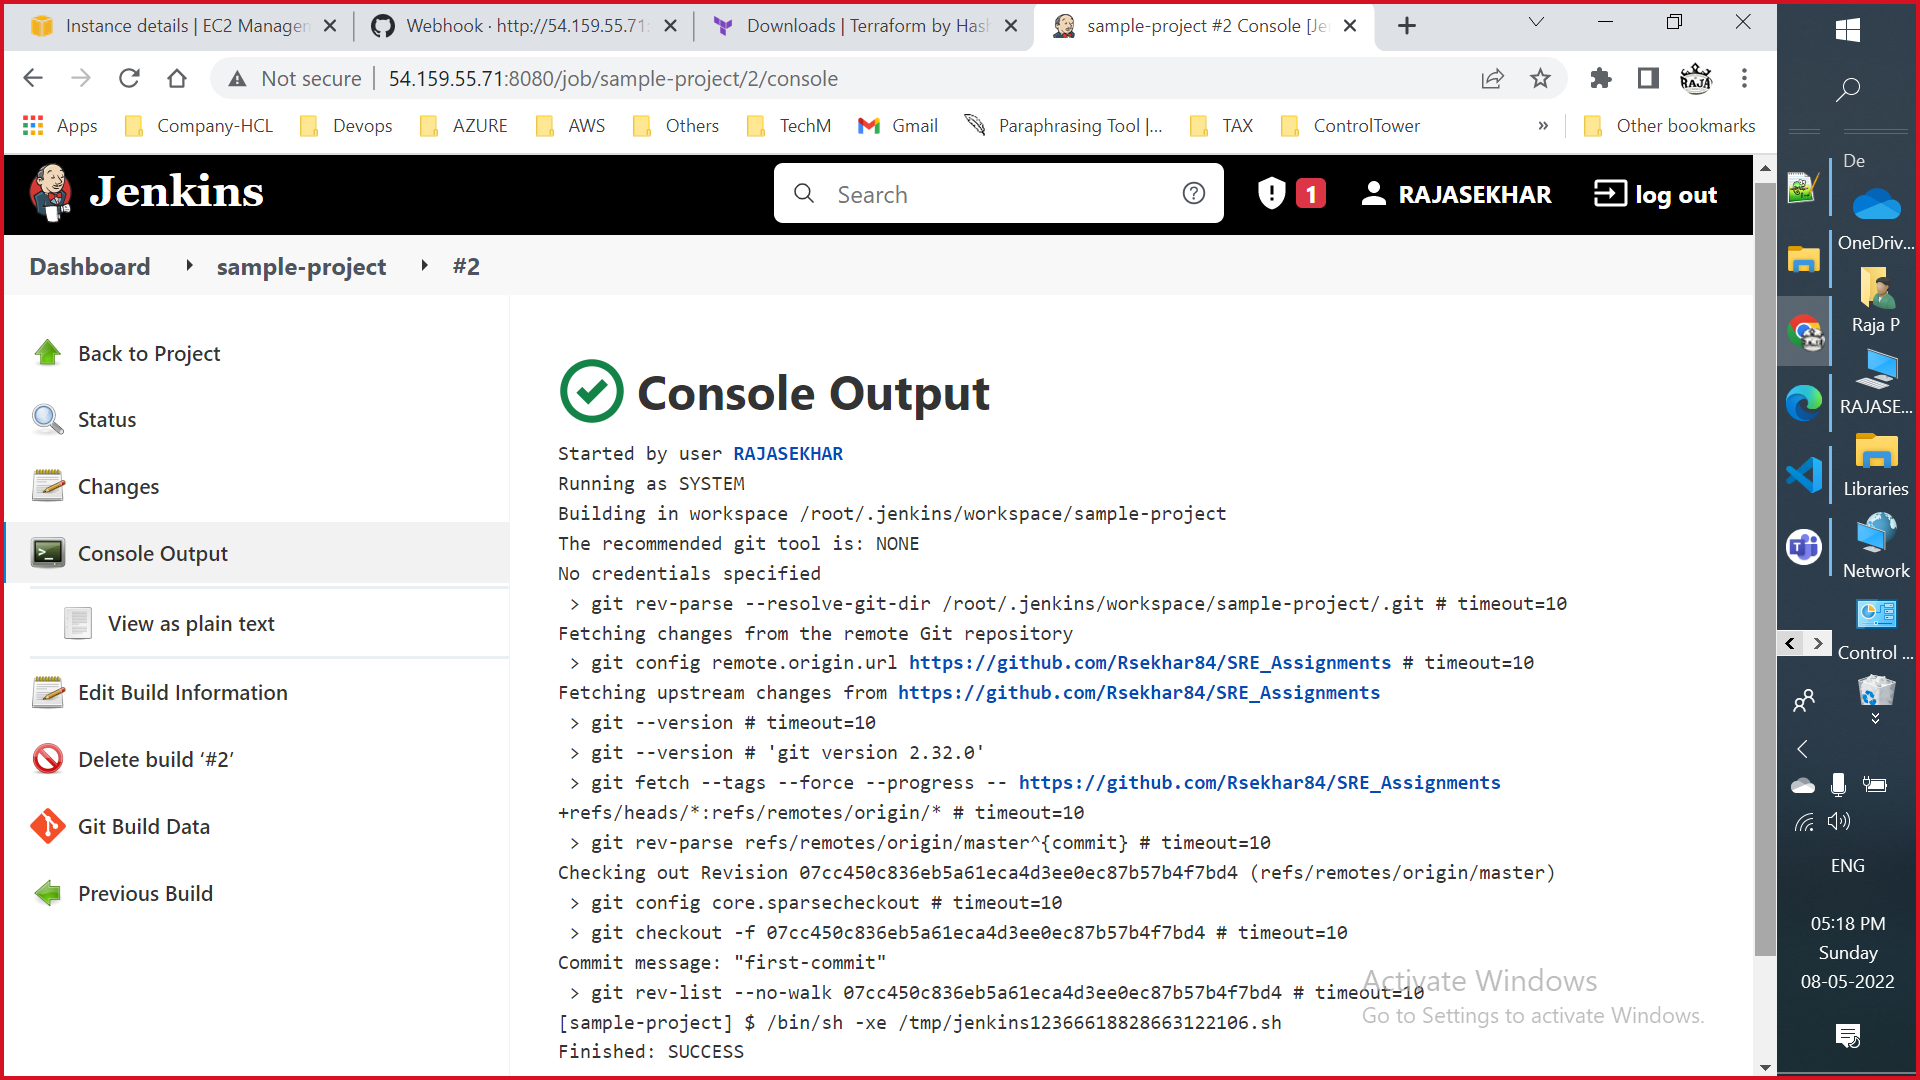 Instance details | EC2 Managem
Webhook · http://54.159.55.71:
Downloads | Terraform by Hash
sample-project #2 Console [Jen
Not secure
54.159.55.71:8080/job/sample-project/2/console
Apps
Company-HCL
Devops
AZURE
AWS
Others
TechM
Gmail
Paraphrasing Tool |...
TAX
ControlTower
»
Other bookmarks
Jenkins
Search
1
RAJASEKHAR
log out
Dashboard
sample-project
#2
Back to Project
Status
Changes
Console Output
View as plain text
Edit Build Information
Delete build ‘#2’
Git Build Data
Previous Build
Console Output
Started by user RAJASEKHAR
Running as SYSTEM
Building in workspace /root/.jenkins/workspace/sample-project
The recommended git tool is: NONE
No credentials specified
> git rev-parse --resolve-git-dir /root/.jenkins/workspace/sample-project/.git # timeout=10
Fetching changes from the remote Git repository
> git config remote.origin.url https://github.com/Rsekhar84/SRE_Assignments # timeout=10
Fetching upstream changes from https://github.com/Rsekhar84/SRE_Assignments
> git --version # timeout=10
> git --version # 'git version 2.32.0'
> git fetch --tags --force --progress -- https://github.com/Rsekhar84/SRE_Assignments
+refs/heads/*:refs/remotes/origin/* # timeout=10
> git rev-parse refs/remotes/origin/master^{commit} # timeout=10
Checking out Revision 07cc450c836eb5a61eca4d3ee0ec87b57b4f7bd4 (refs/remotes/origin/master)
> git config core.sparsecheckout # timeout=10
> git checkout -f 07cc450c836eb5a61eca4d3ee0ec87b57b4f7bd4 # timeout=10
Commit message: "first-commit"
> git rev-list --no-walk 07cc450c836eb5a61eca4d3ee0ec87b57b4f7bd4 # timeout=10
[sample-project] $ /bin/sh -xe /tmp/jenkins12366618828663122106.sh
Finished: SUCCESS
Activate Windows
Go to Settings to activate Windows.
De
OneDriv...
Raja P
RAJASE...
Libraries
Network
Control ...
ENG
05:18 PM
Sunday
08-05-2022